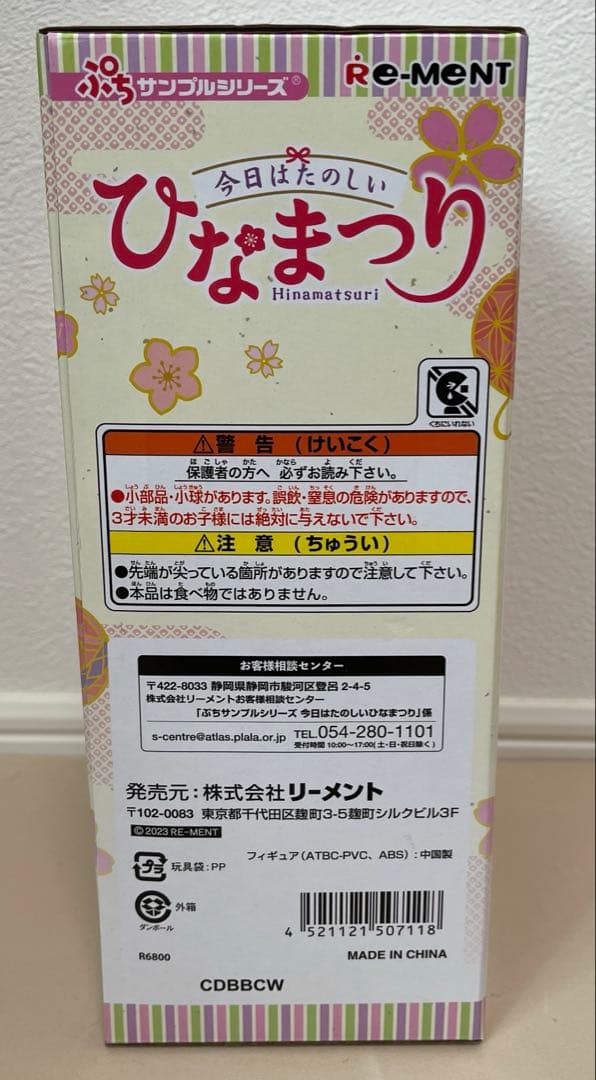 ぷちサンプルシリーズ®
RE-MENT
今日はたのしい
ひなまつり
Hinamatsuri
くちにいれない
⚠警告 (けいこく)
保護者の方へ 必ずお読み下さい。
●小部品・小球があります。誤飲・窒息の危険がありますので、
3才未満のお子様には絶対に与えないで下さい。
⚠注意 (ちゅうい)
●先端が尖っている箇所がありますので注意して下さい。
●本品は食べ物ではありません。
お客様相談センター
〒422-8033 静岡県静岡市駿河区登呂 2-4-5
株式会社リーメントお客様相談センター
「ぷちサンプルシリーズ 今日はたのしいひなまつり」係
s-centre@atlas.plala.or.jp TEL.054-280-1101
受付時間 10:00〜17:00(土・日・祝日除く)
発売元:株式会社リーメント
〒102-0083 東京都千代田区麹町3-5麹町シルクビル3F
©2023 RE-MENT
フィギュア(ATBC-PVC、ABS):中国製
プラ 玩具袋:PP
外箱
ダンボール
4 521121 507118
R6800
MADE IN CHINA
CDBBCW